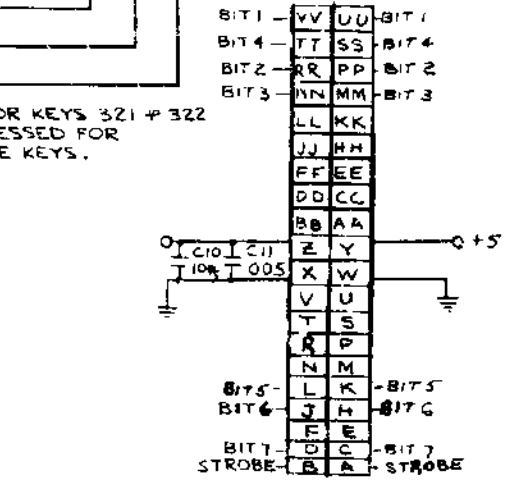 BIT 1 - VV UU - BIT 1
BIT 4 - TT SS - BIT 4
BIT 2 RR PP BIT 2
BIT 3 - NN MM - BIT 3
OR KEYS 321 & 322
ESSED FOR
E KEYS.
LL KK
JJ HH
FF EE
DD CC
BB AA
Z Y +5
C10 C11
.005 X W
V U
T S
R P
N M
BIT 5 - L K - BIT 5
BIT 6 - J H - BIT 6
F E
BIT 7 - D C - BIT 7
STROBE - B A - STROBE